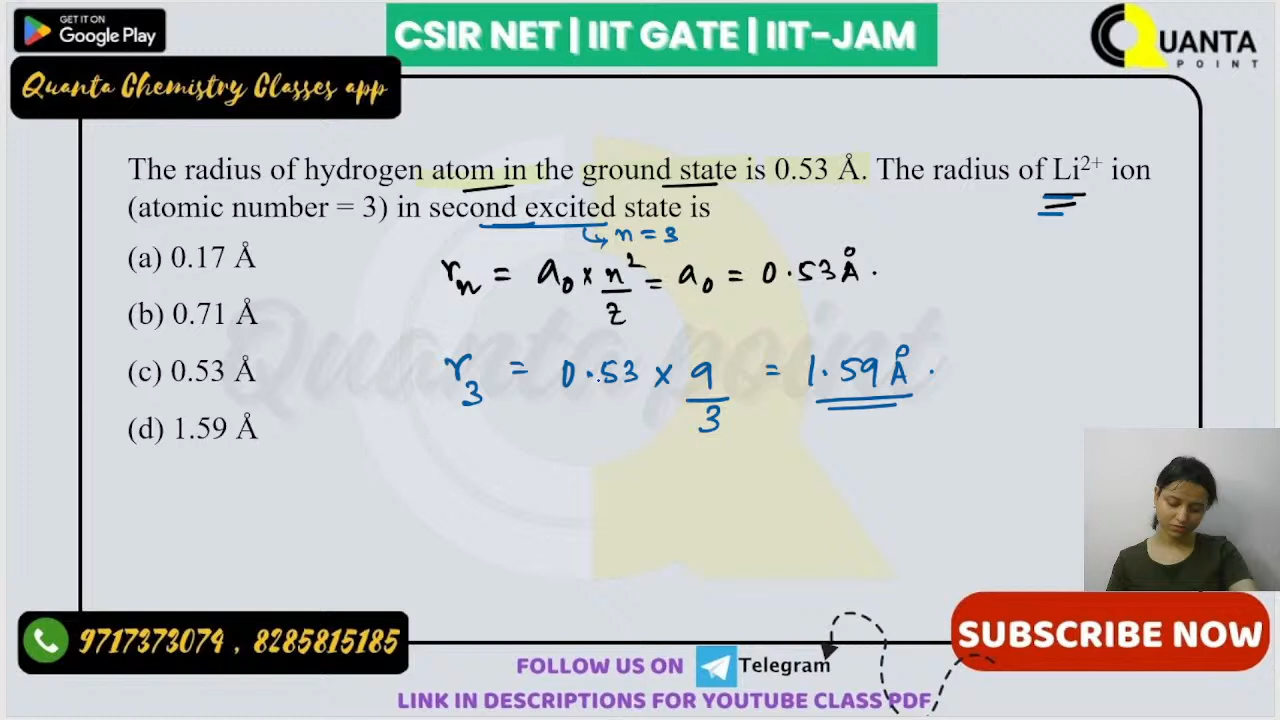 GET IT ON
Google Play
CSIR NET | IIT GATE | IIT-JAM
QUANTA
POINT
Quanta Chemistry Classes app
The radius of hydrogen atom in the ground state is 0.53 Å. The radius of Li²⁺ ion
(atomic number = 3) in second excited state is
n = 3
(a) 0.17 Å
rₙ = a₀ × n²/z = a₀ = 0.53 Å.
(b) 0.71 Å
(c) 0.53 Å
r₃ = 0.53 × 9/3 = 1.59 Å.
(d) 1.59 Å
Quanta point
9717373074 , 8285815185
SUBSCRIBE NOW
FOLLOW US ON Telegram
LINK IN DESCRIPTIONS FOR YOUTUBE CLASS PDF